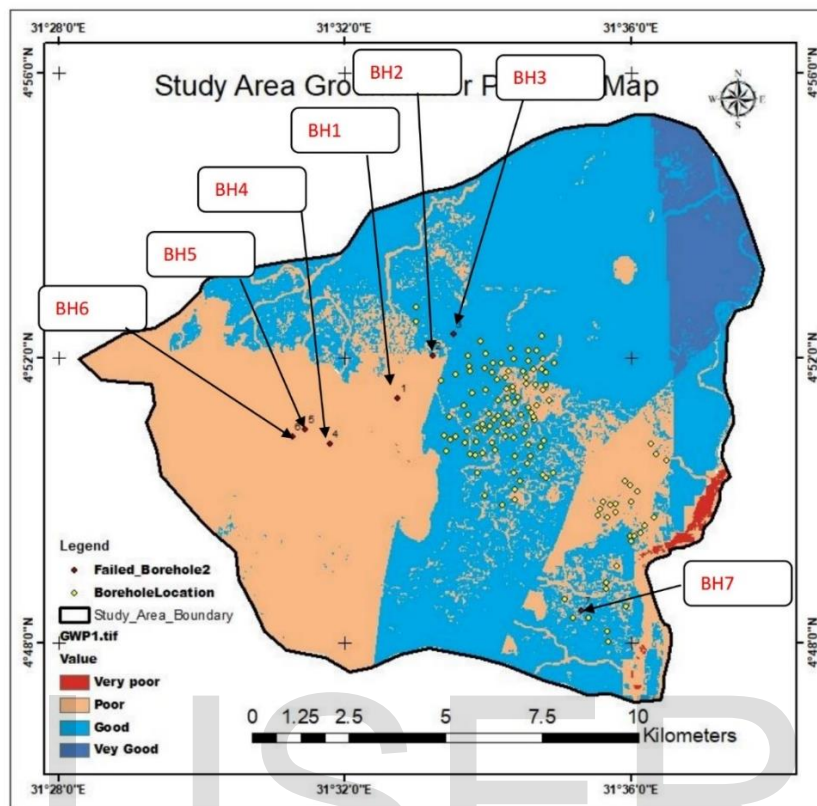 31°28'0"E 31°32'0"E 31°36'0"E
4°56'0"N
4°56'0"N
Study Area Map
BH2
BH3
N
W E
S
BH1
BH4
BH5
BH6
4°52'0"N
4°52'0"N
1
5
6
4
Legend
Failed_Borehole2
BoreholeLocation
Study_Area_Boundary
GWP1.tif
Value
Very poor
Poor
Good
Vey Good
BH7
4°48'0"N
4°48'0"N
0 1.25 2.5 5 7.5 10
Kilometers
31°28'0"E 31°32'0"E 31°36'0"E
IJSER